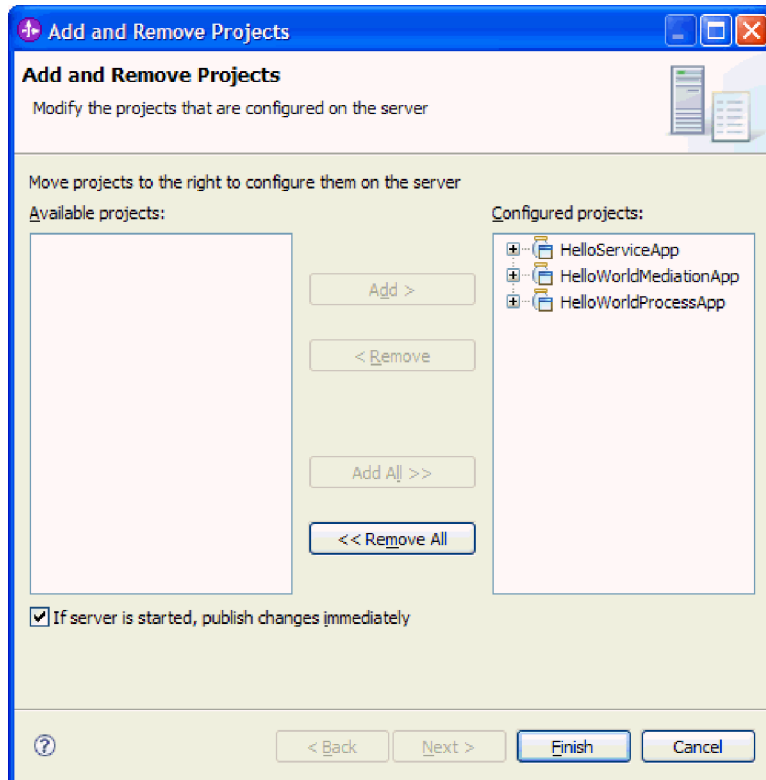 Add and Remove Projects
Add and Remove Projects
Modify the projects that are configured on the server
Move projects to the right to configure them on the server
Available projects:
Configured projects:
HelloServiceApp
HelloWorldMediationApp
HelloWorldProcessApp
Add >
< Remove
Add All >>
<< Remove All
If server is started, publish changes immediately
< Back
Next >
Finish
Cancel